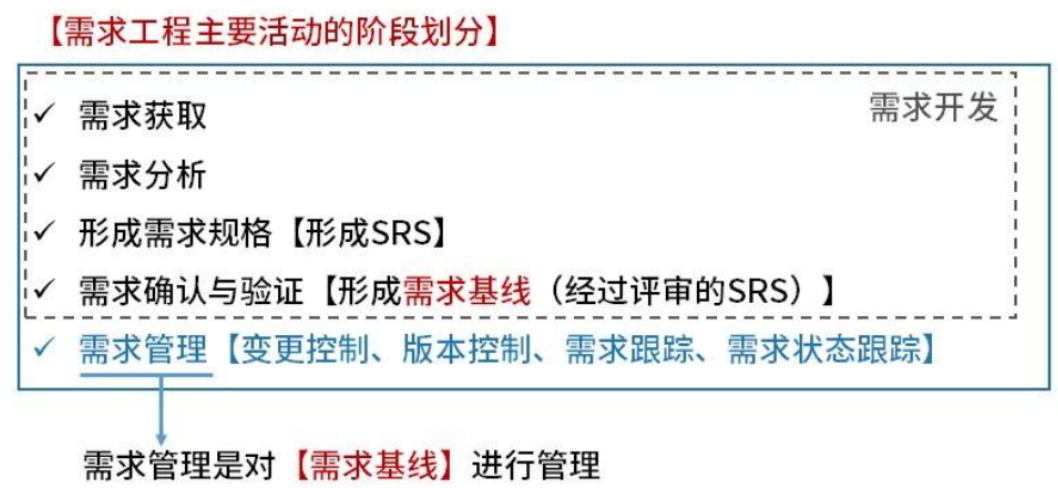 【需求工程主要活动的阶段划分】
需求开发
✓ 需求获取
✓ 需求分析
✓ 形成需求规格【形成SRS】
✓ 需求确认与验证【形成需求基线（经过评审的SRS）】
✓ 需求管理【变更控制、版本控制、需求跟踪、需求状态跟踪】
需求管理是对【需求基线】进行管理